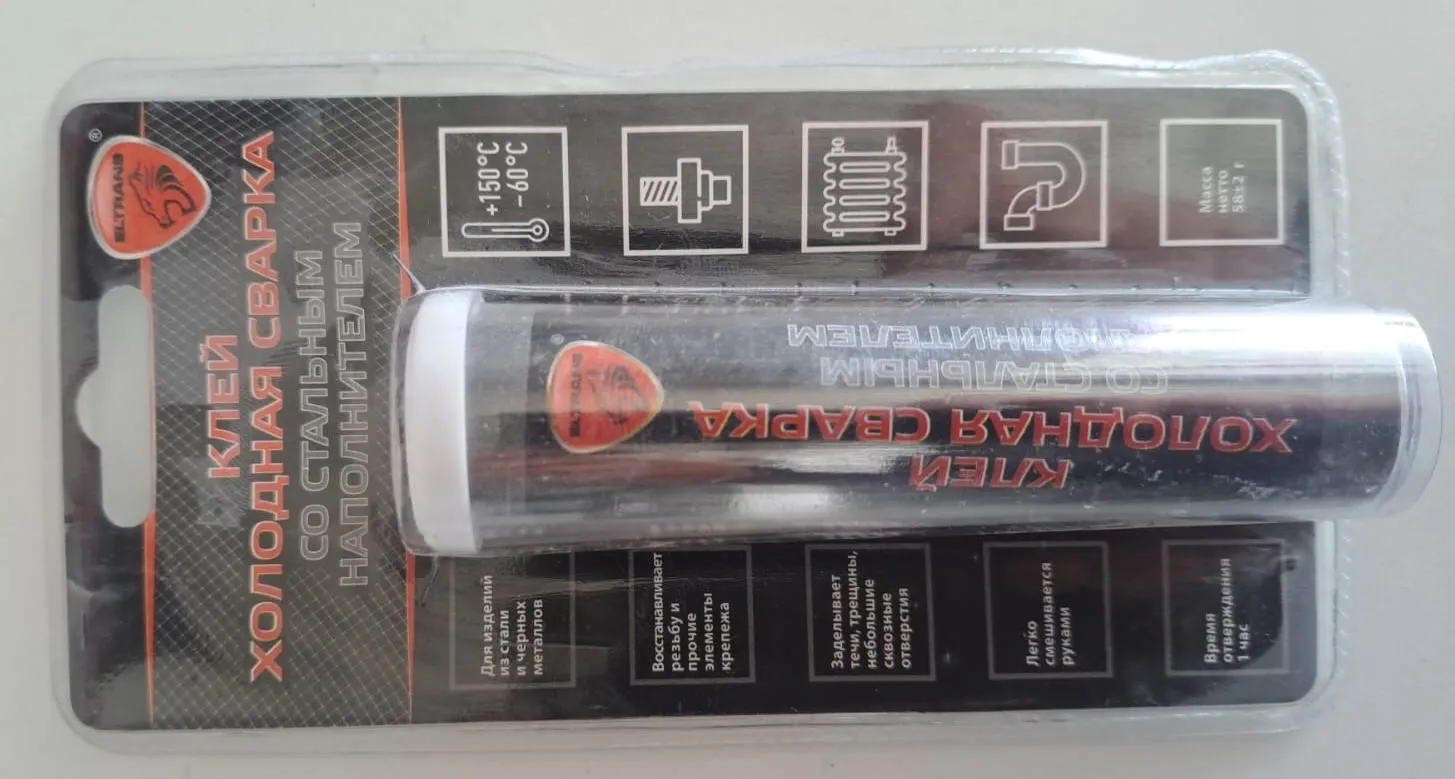 ELTRANS
®
КЛЕЙ
ХОЛОДНАЯ СВАРКА
СО СТАЛЬНЫМ
НАПОЛНИТЕЛЕМ
+150°C
−60°C
Масса
нетто
58±2 г
ELTRANS
®
КЛЕЙ
ХОЛОДНАЯ СВАРКА
СО СТАЛЬНЫМ
НАПОЛНИТЕЛЕМ
Для изделий
из стали
и черных
металлов
Восстанавливает
резьбу и
прочие
элементы
крепежа
Заделывает
течи, трещины,
небольшие
сквозные
отверстия
Легко
смешивается
руками
Время
отверждения
1 час